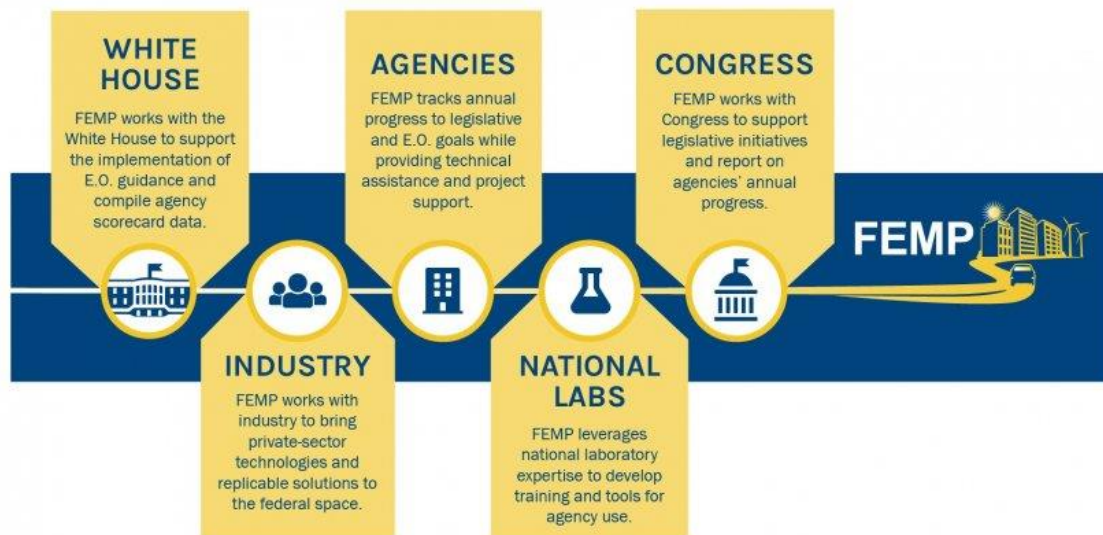 WHITE
HOUSE
FEMP works with the
White House to support
the implementation of
E.O. guidance and
compile agency
scorecard data.
INDUSTRY
FEMP works with
industry to bring
private-sector
technologies and
replicable solutions to
the federal space.
AGENCIES
FEMP tracks annual
progress to legislative
and E.O. goals while
providing technical
assistance and project
support.
NATIONAL
LABS
FEMP leverages
national laboratory
expertise to develop
training and tools for
agency use.
CONGRESS
FEMP works with
Congress to support
legislative initiatives
and report on
agencies' annual
progress.
FEMP